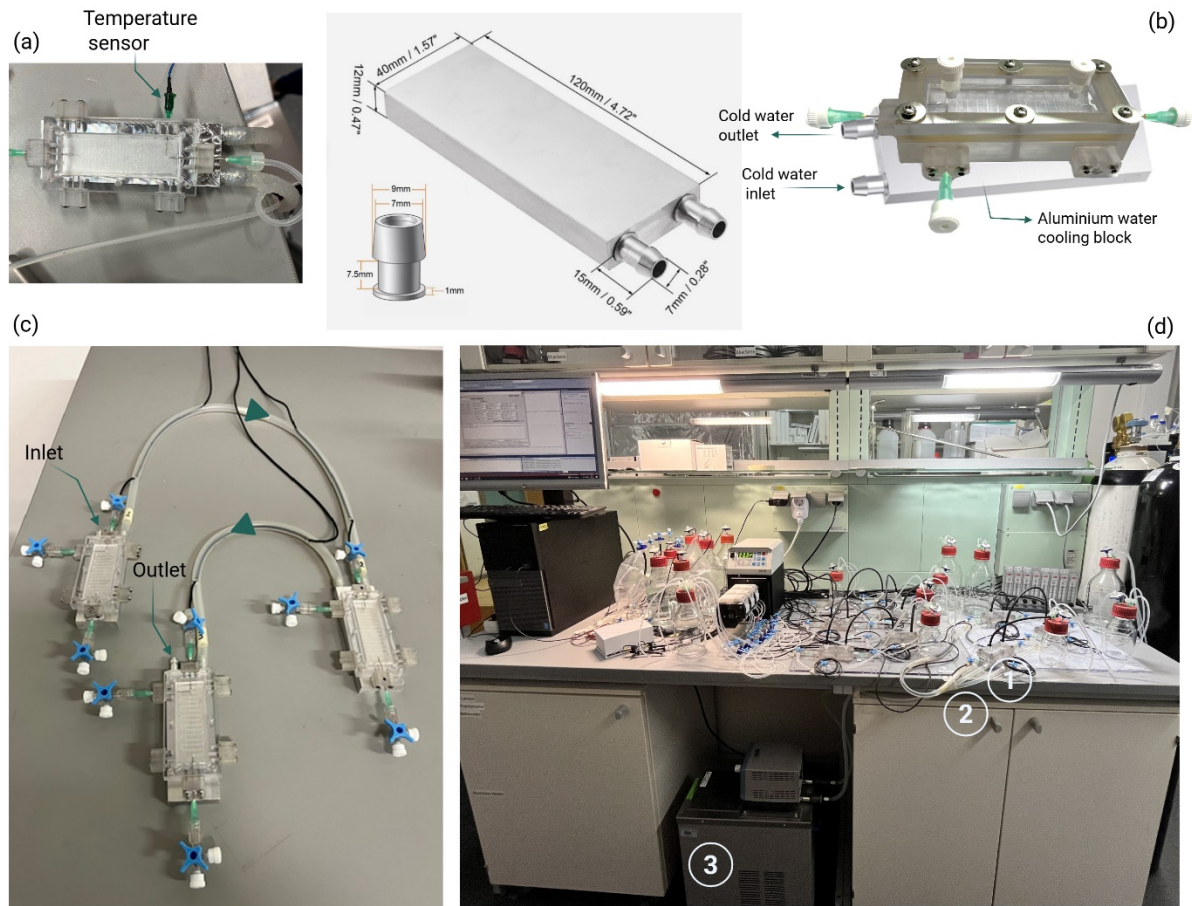 (a)
Temperature
sensor
40mm / 1.57"
12mm / 0.47"
120mm / 4.72"
9mm
7mm
7.5mm
1mm
15mm / 0.59"
7mm / 0.28"
(b)
Cold water
outlet
Cold water
inlet
Aluminium water
cooling block
(c)
Inlet
Outlet
(d)
1
2
3